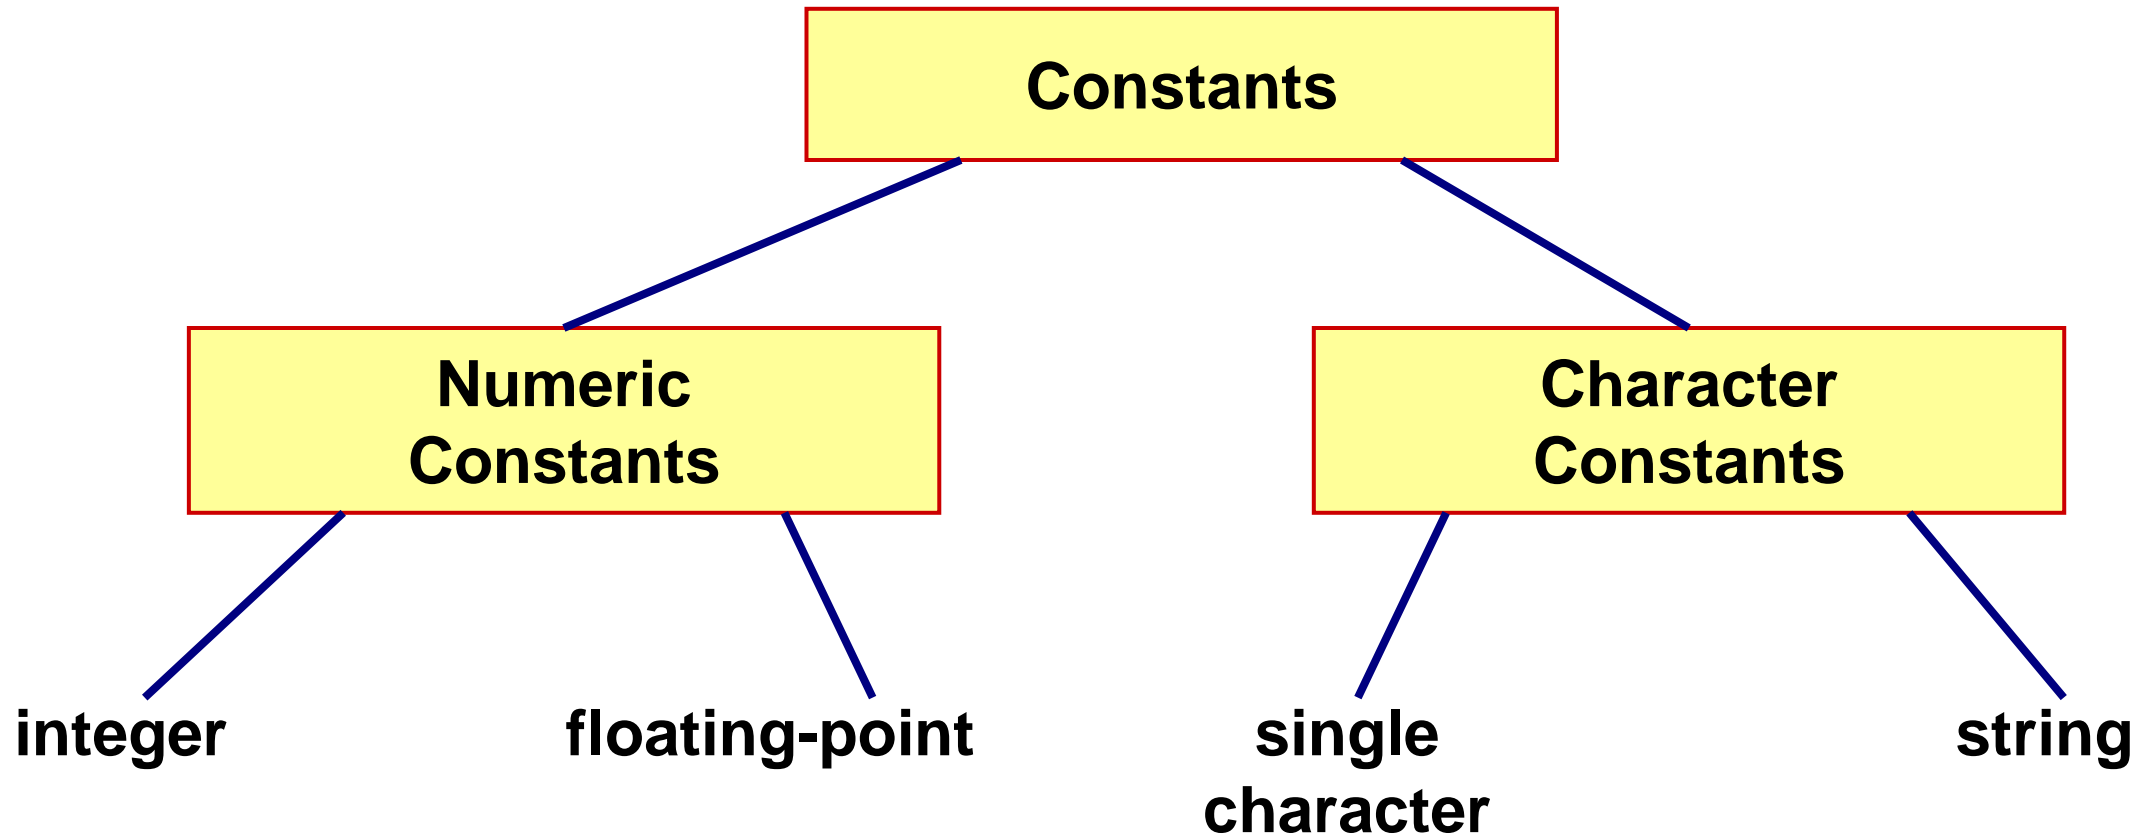 Constants
Numeric
Constants
Character
Constants
integer
floating-point
single
character
string